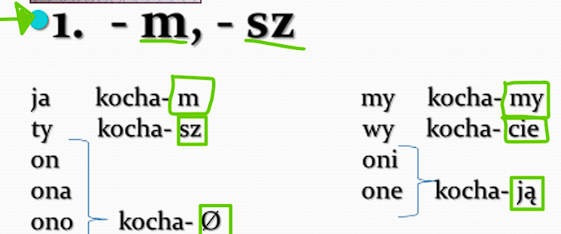 1. - m, - sz
ja kocha- m my kocha- my
ty kocha- sz wy kocha- cie
on oni
ona one kocha- ją
ono kocha- Ø